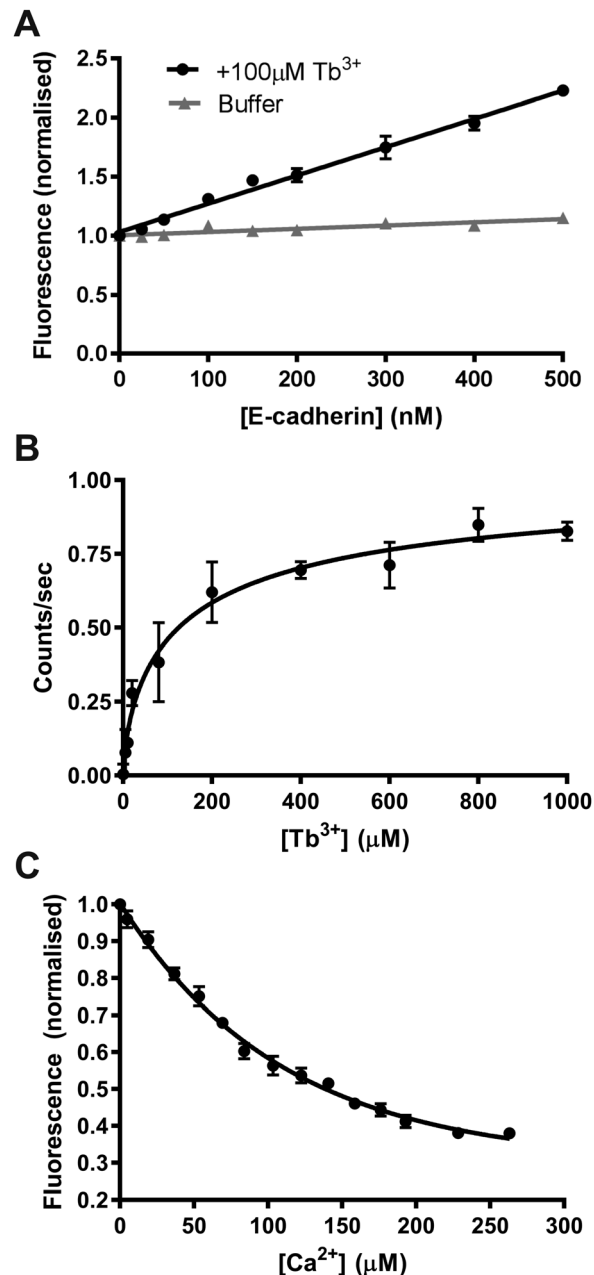 A
Fluorescence (normalised)
2.5
2.0
1.5
1.0
0.5
0.0
+100μM Tb³⁺
Buffer
0 100 200 300 400 500
[E-cadherin] (nM)
B
Counts/sec
1.00
0.75
0.50
0.25
0.00
0 200 400 600 800 1000
[Tb³⁺] (μM)
C
Fluorescence (normalised)
1.0
0.9
0.8
0.7
0.6
0.5
0.4
0.3
0.2
0 50 100 150 200 250 300
[Ca²⁺] (μM)